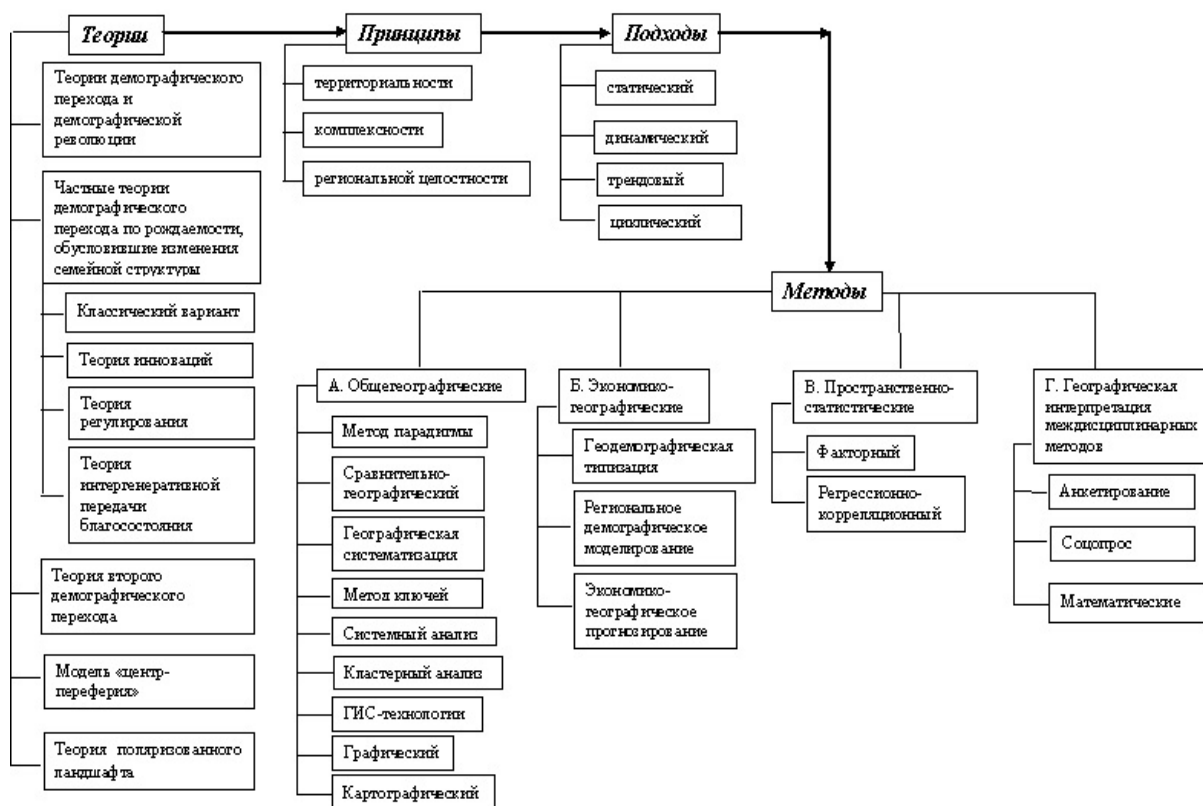 Теории
Принципы
Подходы
Теории демографического
перехода и
демографической
революции
Частные теории
демографического
перехода по рождаемости,
обусловившие изменения
семейной структуры
Классический вариант
Теория инноваций
Теория
регулирования
Теория
интергенеративной
передачи
благосостояния
Теория второго
демографического
перехода
Модель «центр-
переферия»
Теория поляризованного
ландшафта
территориальности
комплексности
региональной целостности
статический
динамический
трендовый
циклический
Методы
А. Общегеографические
Метод парадигмы
Сравнительно-
географический
Географическая
систематизация
Метод ключей
Системный анализ
Кластерный анализ
ГИС-технологии
Графический
Картографический
Б. Экономико-
географические
Геодемографическая
типизация
Региональное
демографическое
моделирование
Экономико-
географическое
прогнозирование
В. Пространственно-
статистические
Факторный
Регрессионно-
корреляционный
Г. Географическая
интерпретация
междисциплинарных
методов
Анкетирование
Соцопрос
Математические